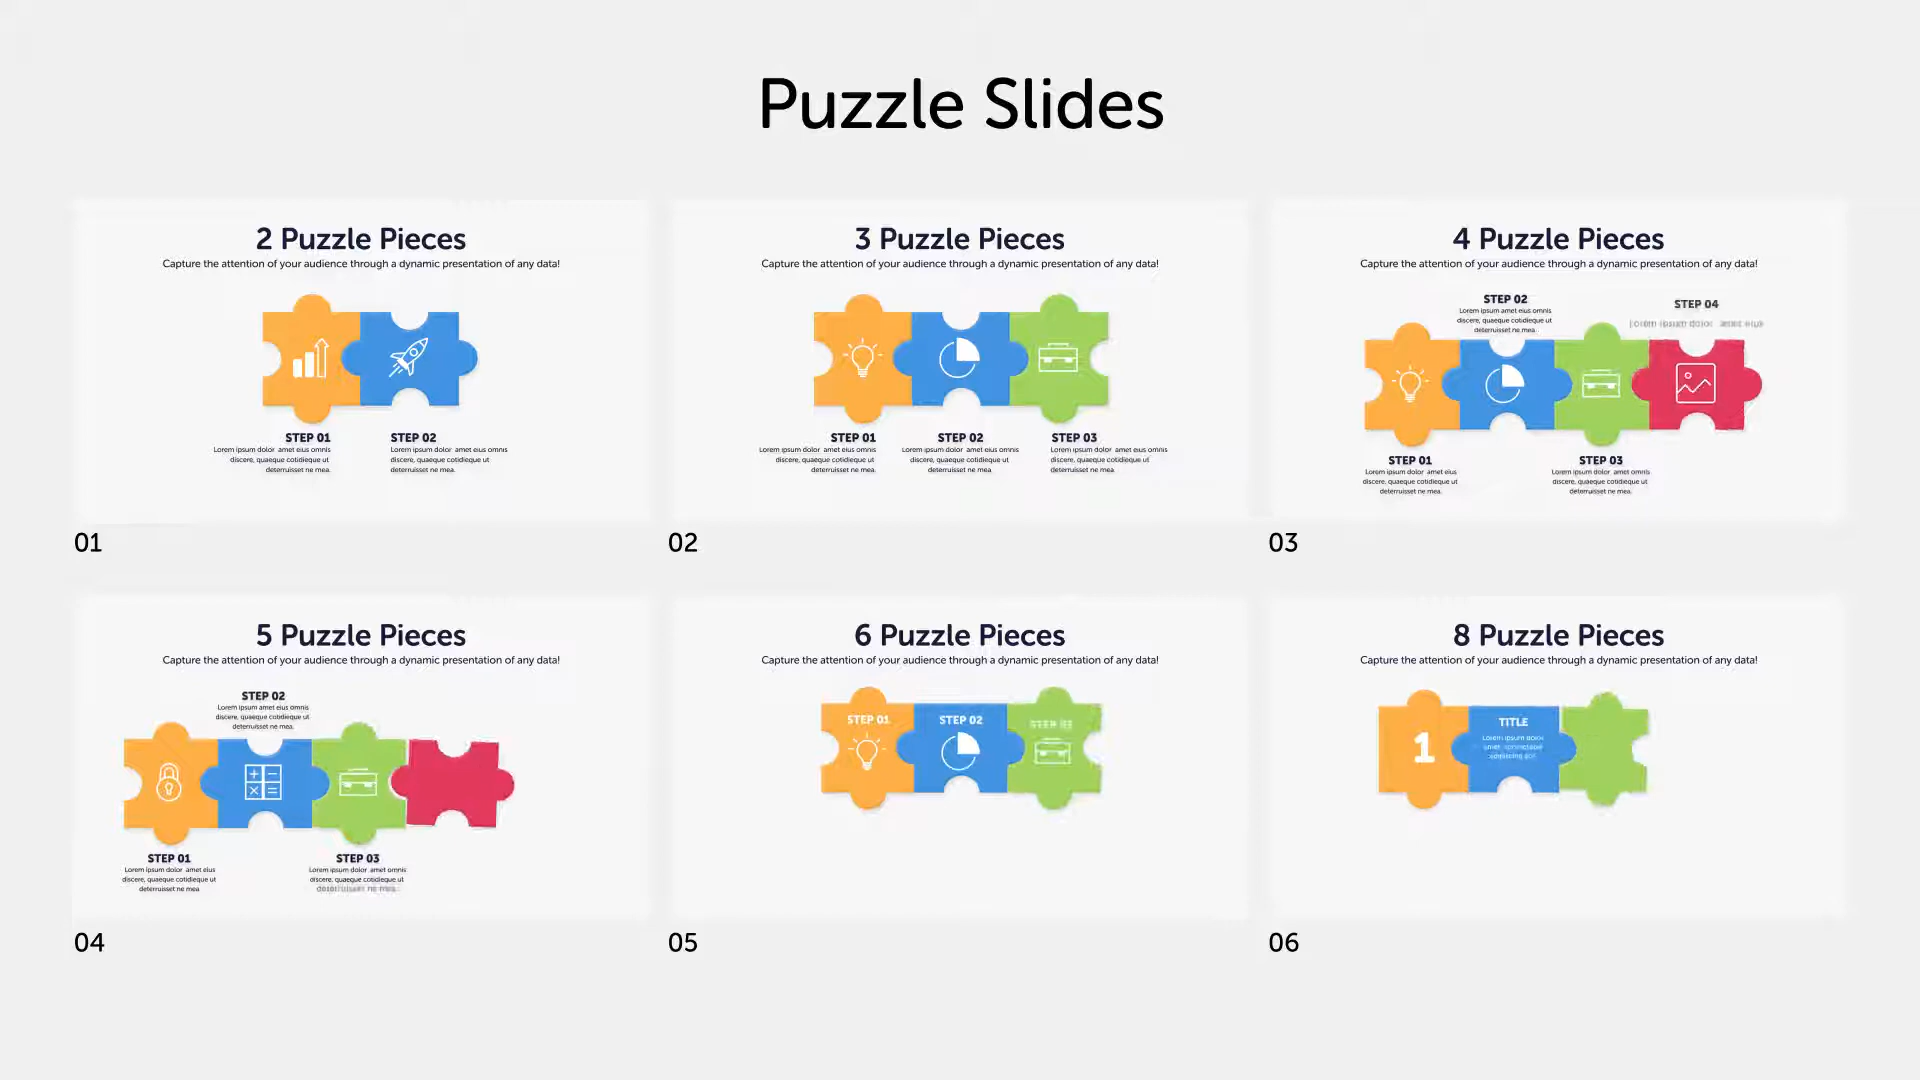 Puzzle Slides
2 Puzzle Pieces
Capture the attention of your audience through a dynamic presentation of any data!
STEP 01
Lorem ipsum dolor amet eius omnis
discere, quaeque cotidieque ut
deterruisset ne mea.
STEP 02
Lorem ipsum dolor amet eius omnis
discere, quaeque cotidieque ut
deterruisset ne mea.
01
3 Puzzle Pieces
Capture the attention of your audience through a dynamic presentation of any data!
STEP 01
Lorem ipsum dolor amet eius omnis
discere, quaeque cotidieque ut
deterruisset ne mea.
STEP 02
Lorem ipsum dolor amet eius omnis
discere, quaeque cotidieque ut
deterruisset ne mea.
STEP 03
Lorem ipsum dolor amet eius omnis
discere, quaeque cotidieque ut
deterruisset ne mea.
02
4 Puzzle Pieces
Capture the attention of your audience through a dynamic presentation of any data!
STEP 02
Lorem ipsum amet eius omnis
discere, quaeque cotidieque ut
deterruisset ne mea.
STEP 04
Lorem ipsum dolor amet eius
STEP 01
Lorem ipsum dolor amet eius
discere, quaeque cotidieque ut
deterruisset ne mea.
STEP 03
Lorem ipsum dolor amet omnis
discere, quaeque cotidieque ut
deterruisset ne mea.
03
5 Puzzle Pieces
Capture the attention of your audience through a dynamic presentation of any data!
STEP 02
Lorem ipsum amet eius omnis
discere, quaeque cotidieque ut
deterruisset ne mea.
STEP 01
Lorem ipsum dolor amet eius
discere, quaeque cotidieque ut
deterruisset ne mea.
STEP 03
Lorem ipsum dolor amet omnis
discere, quaeque cotidieque ut
deterruisset ne mea.
04
6 Puzzle Pieces
Capture the attention of your audience through a dynamic presentation of any data!
STEP 01
STEP 02
STEP 03
05
8 Puzzle Pieces
Capture the attention of your audience through a dynamic presentation of any data!
1
TITLE
Lorem ipsum dolor
06